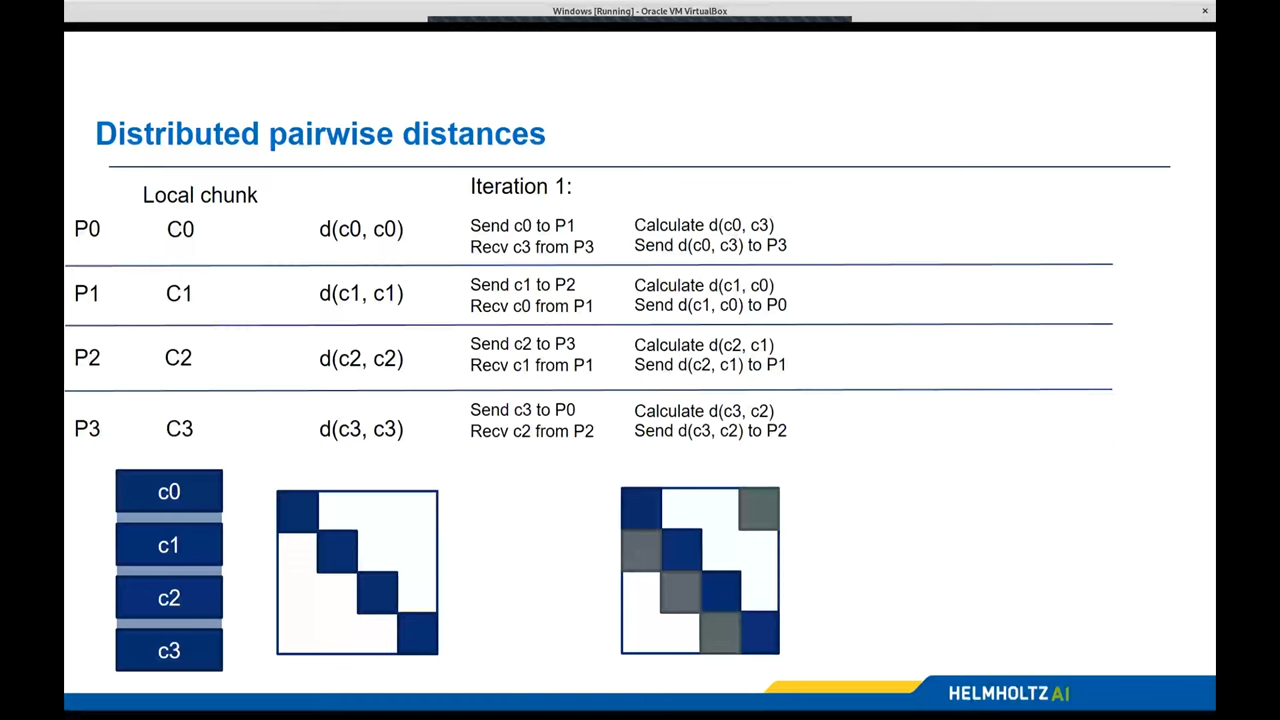 Windows [Running] - Oracle VM VirtualBox
×
Distributed pairwise distances
Local chunk
Iteration 1:
P0
C0
d(c0, c0)
Send c0 to P1
Recv c3 from P3
Calculate d(c0, c3)
Send d(c0, c3) to P3
P1
C1
d(c1, c1)
Send c1 to P2
Recv c0 from P1
Calculate d(c1, c0)
Send d(c1, c0) to P0
P2
C2
d(c2, c2)
Send c2 to P3
Recv c1 from P1
Calculate d(c2, c1)
Send d(c2, c1) to P1
P3
C3
d(c3, c3)
Send c3 to P0
Recv c2 from P2
Calculate d(c3, c2)
Send d(c3, c2) to P2
c0
c1
c2
c3
HELMHOLTZ AI